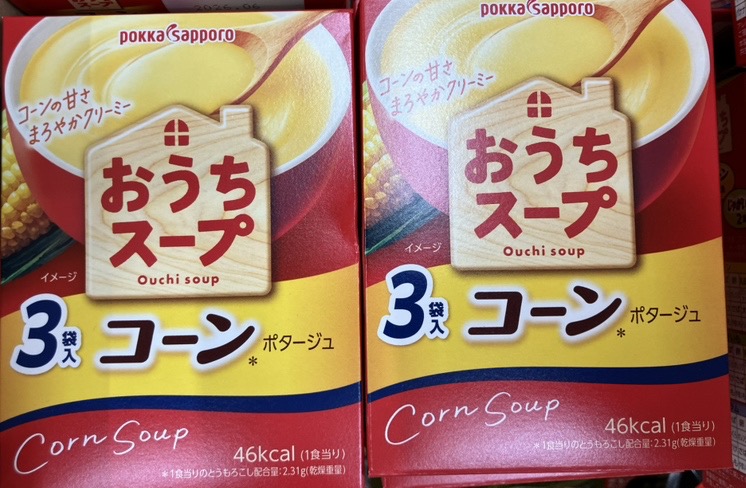 2026.06
pokka sapporo
コーンの甘さ
まろやかクリーミー
おうち
スープ
Ouchi soup
イメージ
3袋入
コーン*
ポタージュ
Corn Soup
46kcal (1食当り)
*1食当りのとうもろこし配合量:2.31g(乾燥重量)
pokka sapporo
コーンの甘さ
まろやかクリーミー
おうち
スープ
Ouchi soup
イメージ
3袋入
コーン*
ポタージュ
Corn Soup
46kcal (1食当り)
*1食当りのとうもろこし配合量:2.31g(乾燥重量)